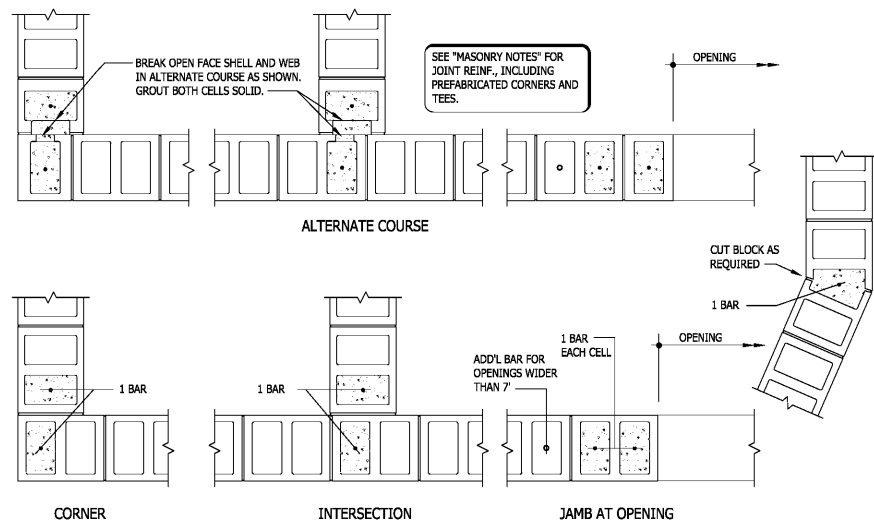 BREAK OPEN FACE SHELL AND WEB
IN ALTERNATE COURSE AS SHOWN.
GROUT BOTH CELLS SOLID.
SEE "MASONRY NOTES" FOR
JOINT REINF., INCLUDING
PREFABRICATED CORNERS AND
TEES.
OPENING
ALTERNATE COURSE
CUT BLOCK AS
REQUIRED
1 BAR
1 BAR
1 BAR
ADD'L BAR FOR
OPENINGS WIDER
THAN 7'
1 BAR
EACH CELL
OPENING
CORNER
INTERSECTION
JAMB AT OPENING